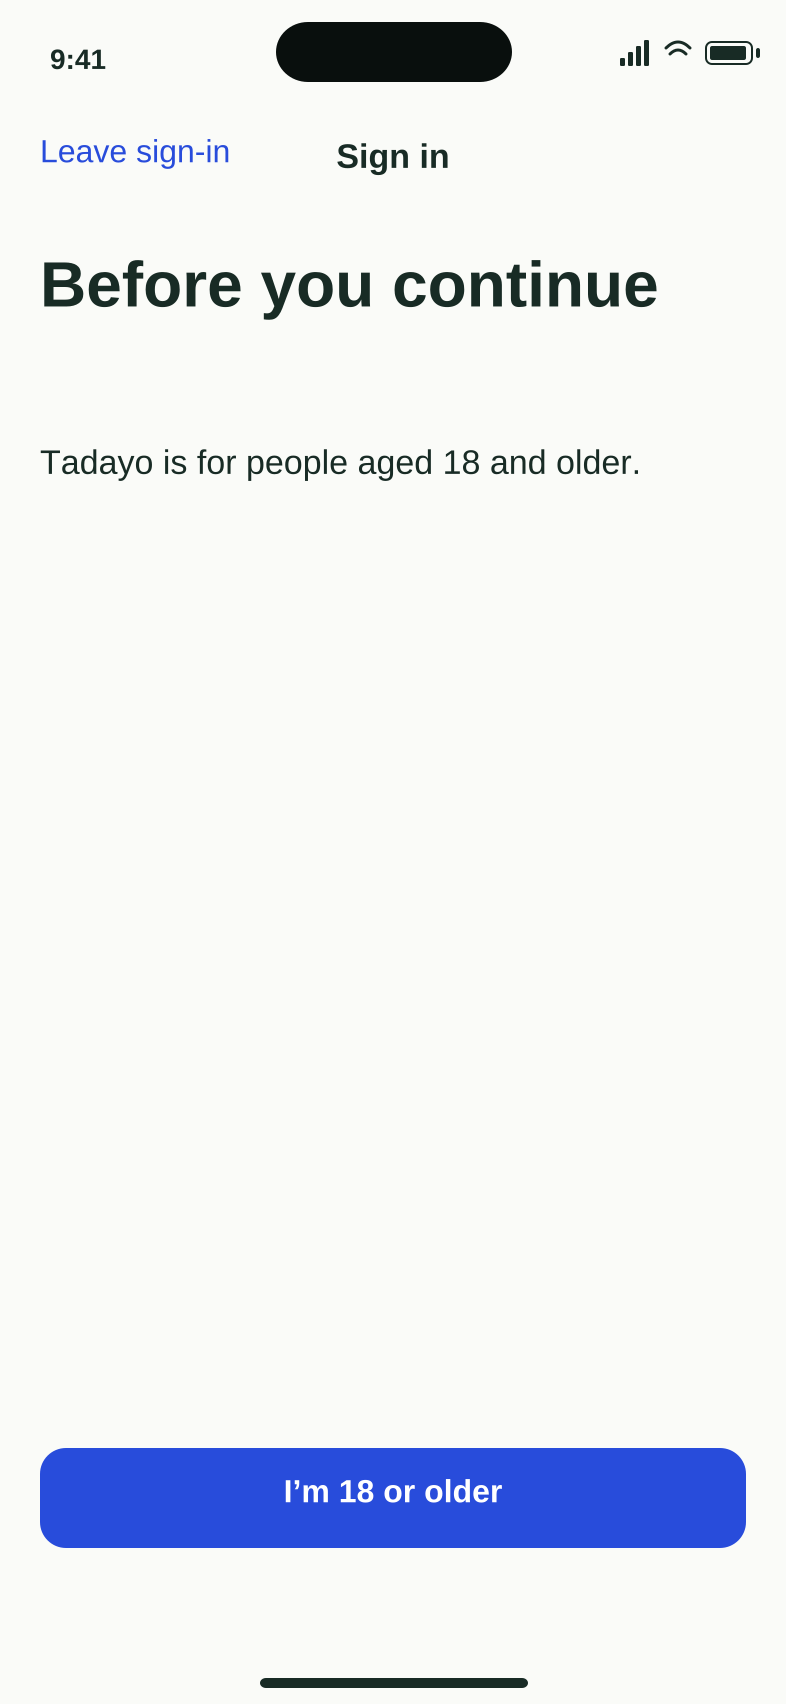 9:41
Leave sign-in
Sign in
Before you continue
Tadayo is for people aged 18 and older.
I’m 18 or older